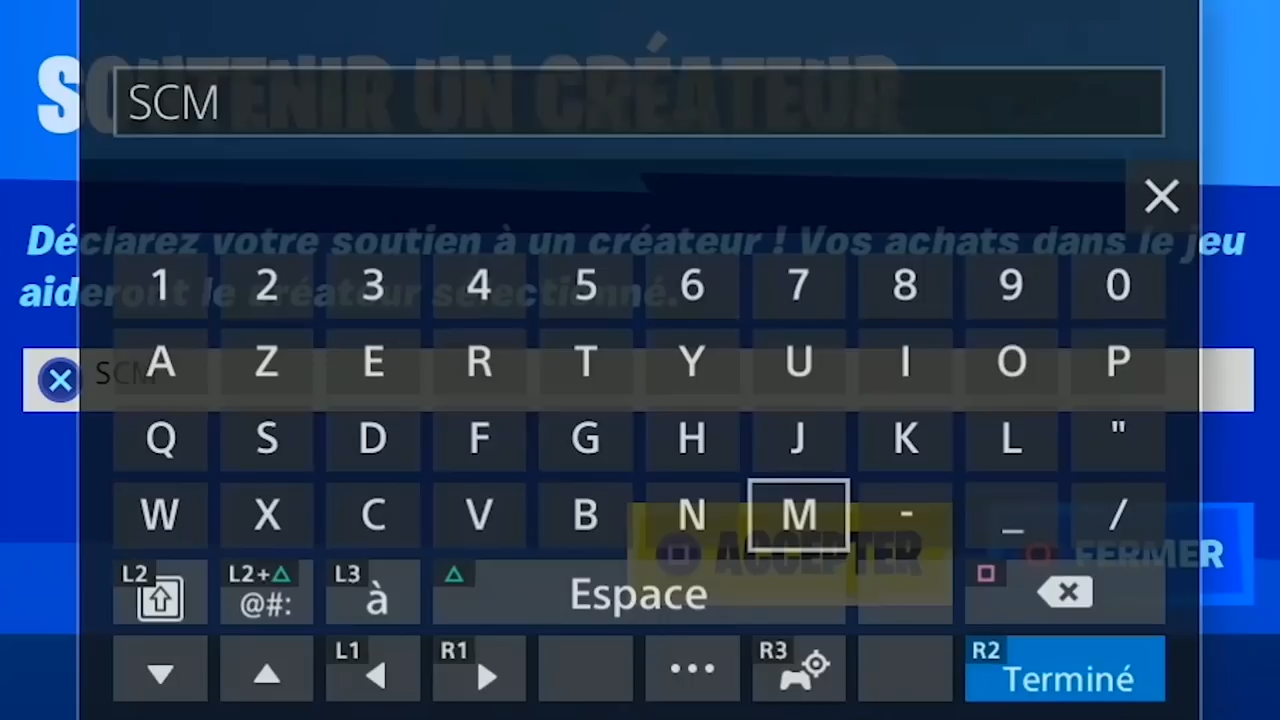 SOUTENIR UN CRÉATEUR
SCM
Déclarez votre soutien à un créateur ! Vos achats dans le jeu
aideront le créateur sélectionné.
SCM
1 2 3 4 5 6 7 8 9 0
A Z E R T Y U I O P
Q S D F G H J K L "
W X C V B N M - _ /
ACCEPTER FERMER
L2 L2+△ @#: L3 à △ Espace
L1 R1 ... R3 R2 Terminé